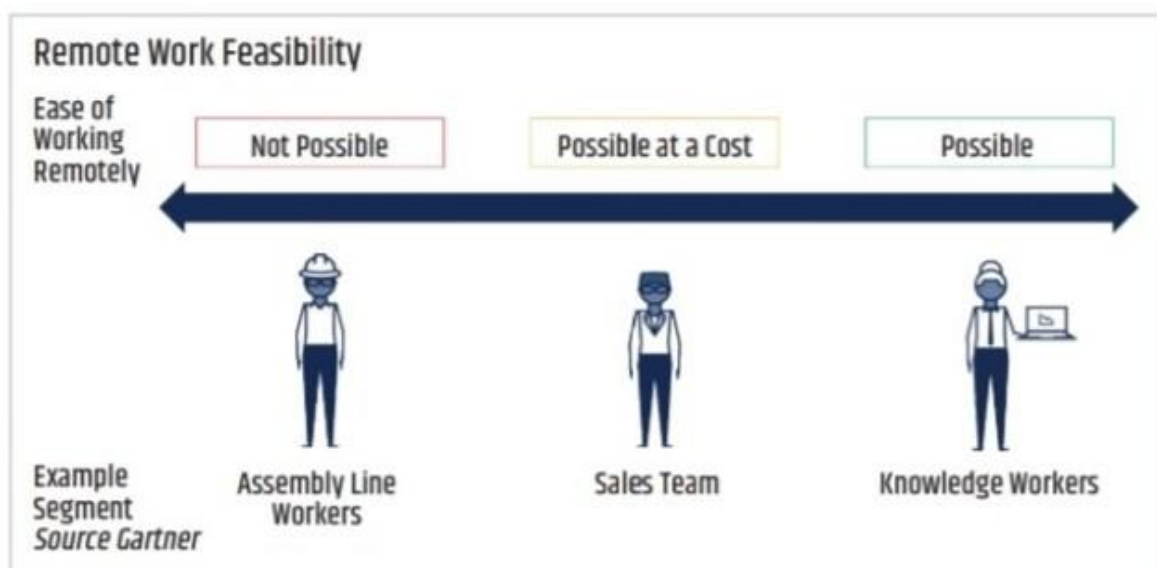 Remote Work Feasibility
Ease of
Working
Remotely
Not Possible
Possible at a Cost
Possible
Example
Segment
Source Gartner
Assembly Line
Workers
Sales Team
Knowledge Workers